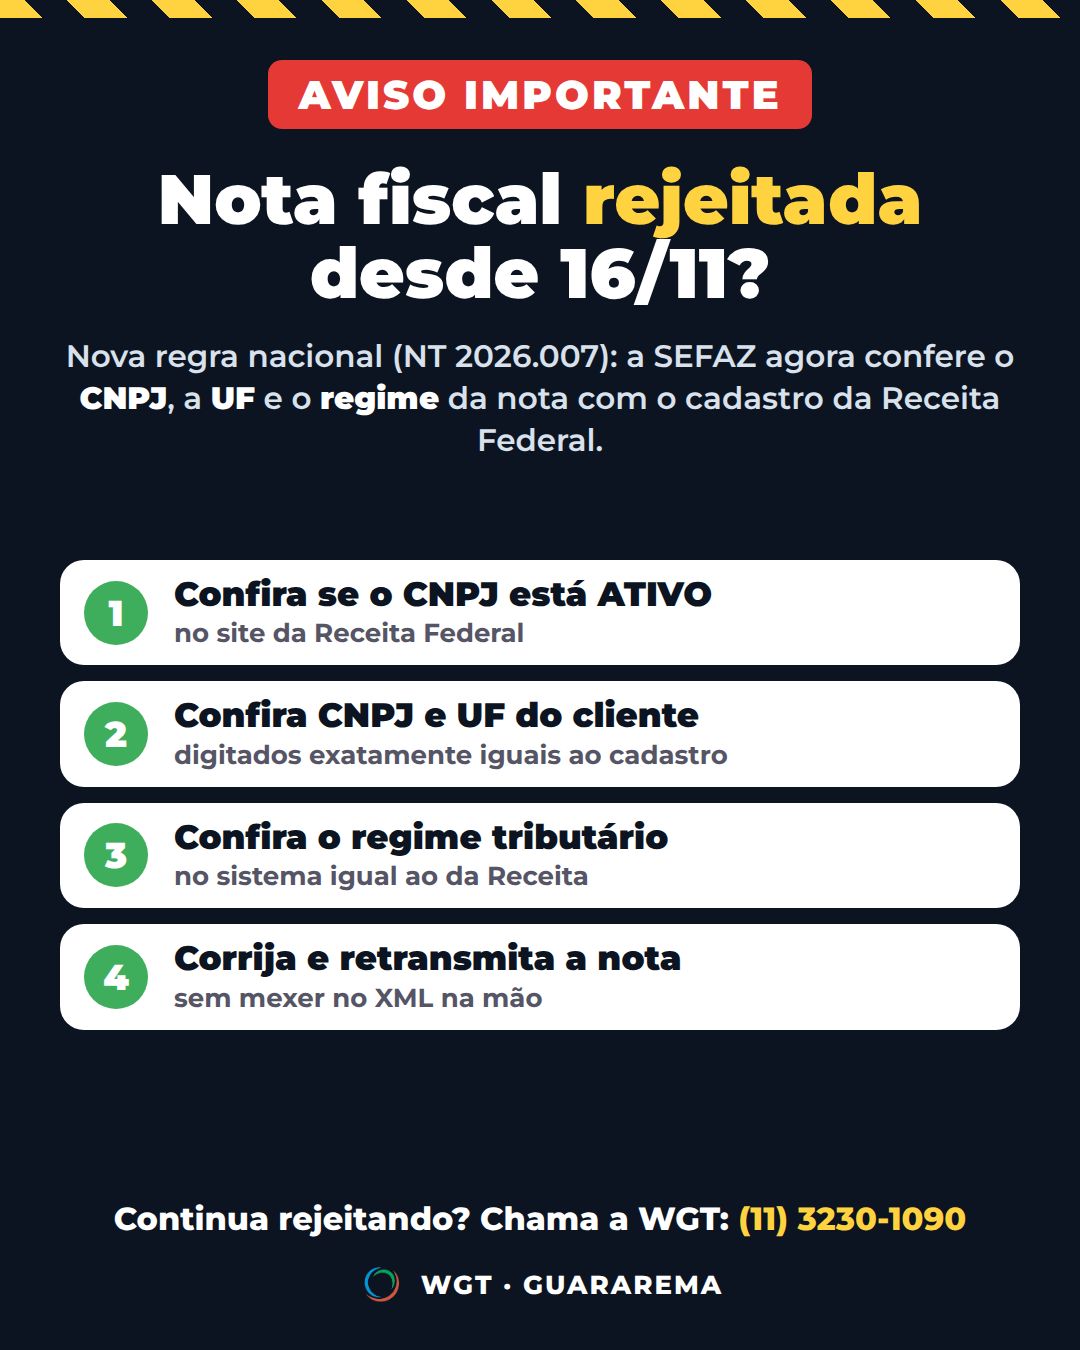 AVISO IMPORTANTE
Nota fiscal rejeitada
desde 16/11?
Nova regra nacional (NT 2026.007): a SEFAZ agora confere o
CNPJ, a UF e o regime da nota com o cadastro da Receita
Federal.
1
Confira se o CNPJ está ATIVO
no site da Receita Federal
2
Confira CNPJ e UF do cliente
digitados exatamente iguais ao cadastro
3
Confira o regime tributário
no sistema igual ao da Receita
4
Corrija e retransmita a nota
sem mexer no XML na mão
Continua rejeitando? Chama a WGT: (11) 3230-1090
WGT · GUARAREMA